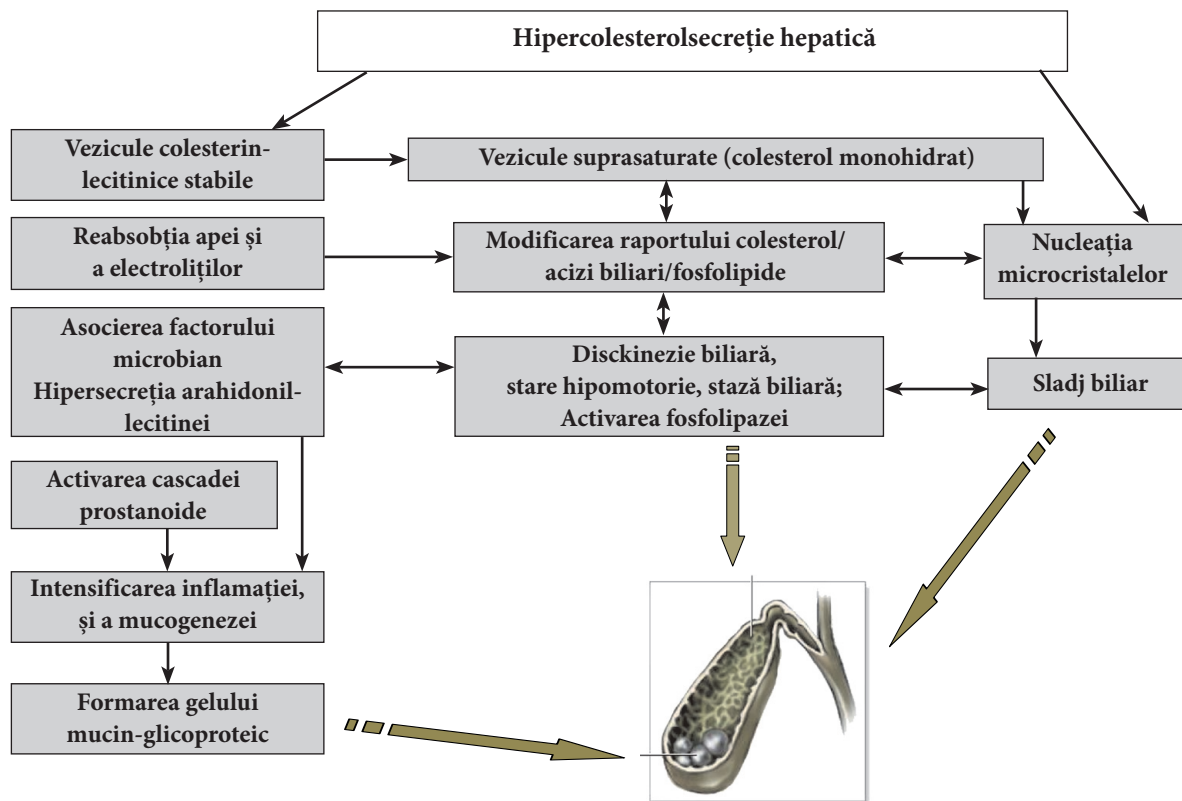 Hipercolesterolsecreție hepatică
Vezicule colesterin-
lecitinice stabile
Vezicule suprasaturate (colesterol monohidrat)
Reabsobția apei și
a electroliților
Modificarea raportului colesterol/
acizi biliari/fosfolipide
Nucleația
microcristalelor
Asocierea factorului
microbian
Hipersecreția arahidonil-
lecitinei
Disckinezie biliară,
stare hipomotorie, stază biliară;
Activarea fosfolipazei
Sladj biliar
Activarea cascadei
prostanoide
Intensificarea inflamației,
și a mucogenezei
Formarea gelului
mucin-glicoproteic